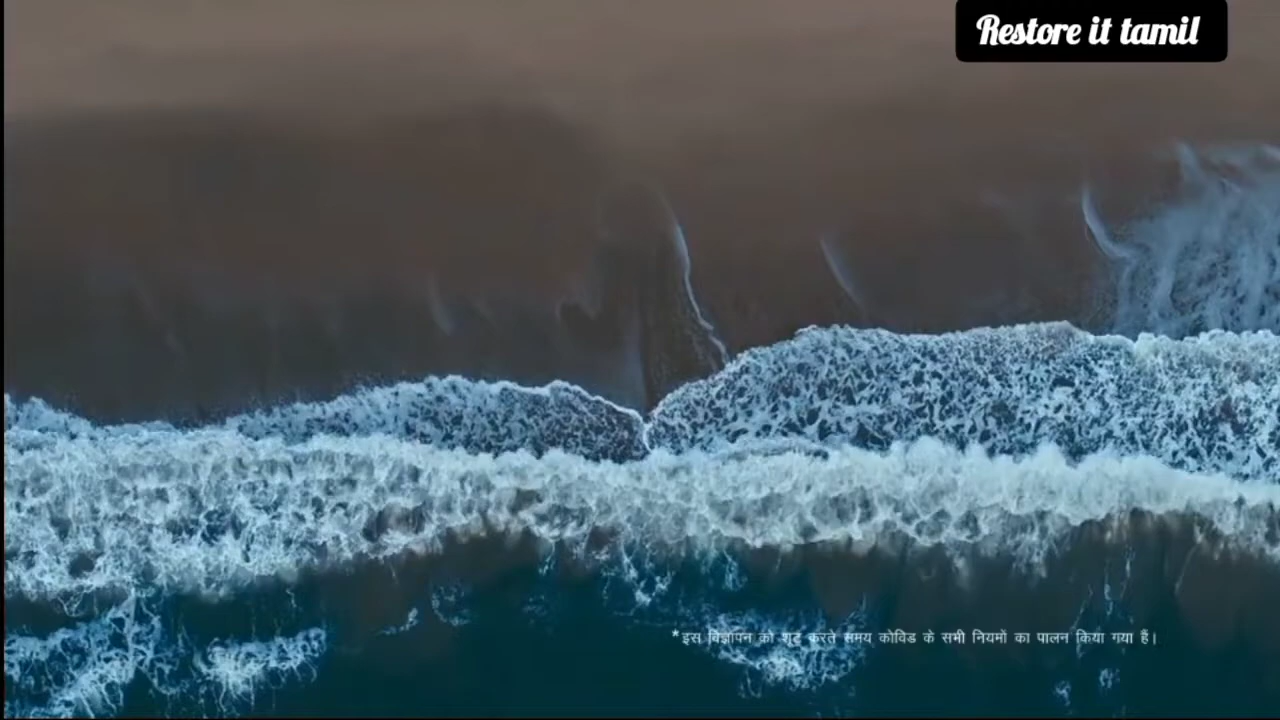 Restore it tamil
*इस विज्ञापन को शूट करते समय कोविड के सभी नियमों का पालन किया गया है।